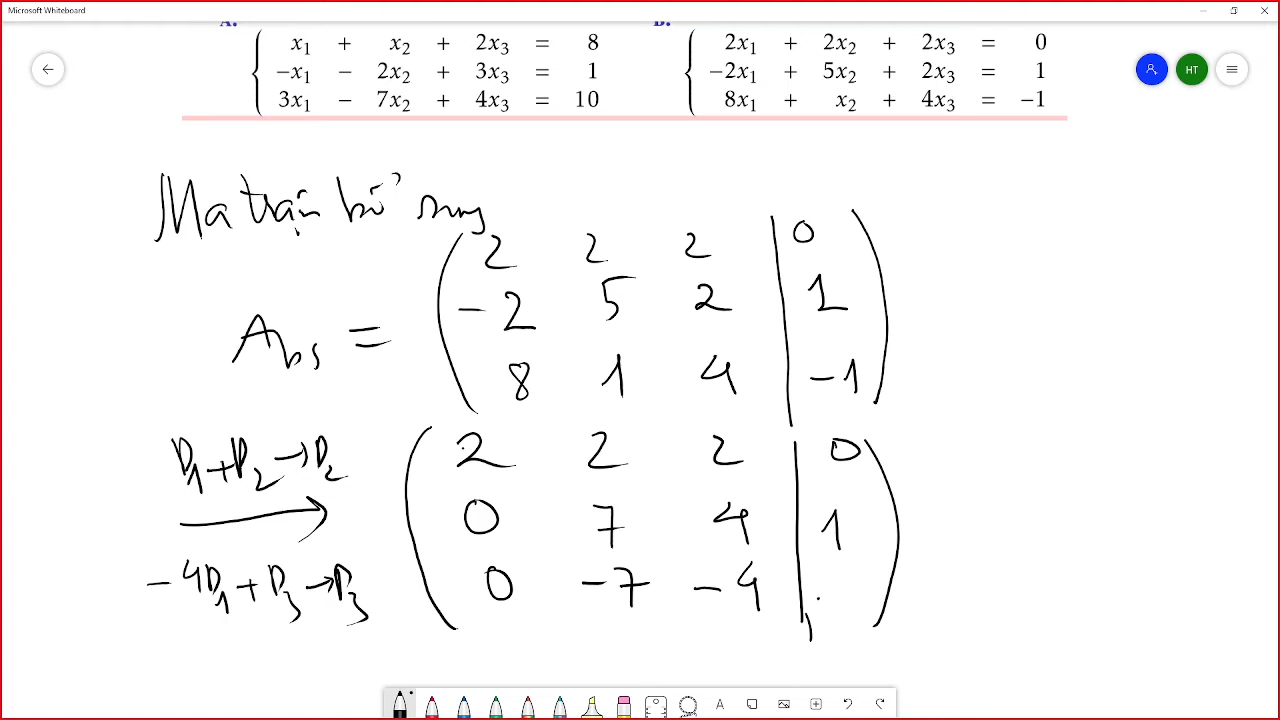 Microsoft Whiteboard
A. B.
x₁ + x₂ + 2x₃ = 8
−x₁ − 2x₂ + 3x₃ = 1
3x₁ − 7x₂ + 4x₃ = 10
2x₁ + 2x₂ + 2x₃ = 0
−2x₁ + 5x₂ + 2x₃ = 1
8x₁ + x₂ + 4x₃ = −1
HT
Ma trận bổ sung
2 2 2 | 0
A_bs = −2 5 2 | 1
8 1 4 | −1
D₁+D₂→D₂ 2 2 2 | 0
0 7 4 | 1
−4D₁+D₃→D₃ 0 −7 −4 |
A